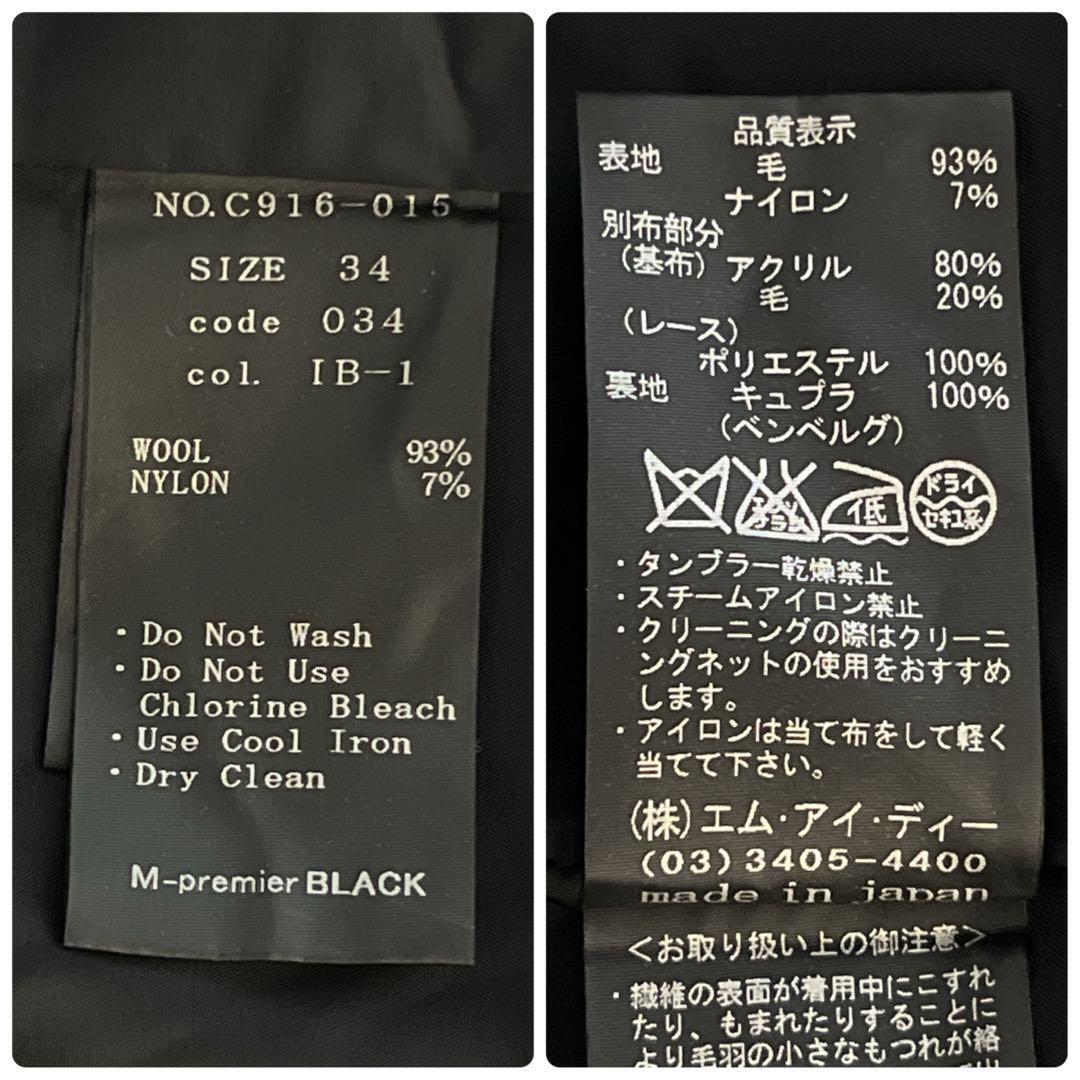 NO.C916-015
SIZE 34
code 034
col. IB-1
WOOL 93%
NYLON 7%
・Do Not Wash
・Do Not Use
Chlorine Bleach
・Use Cool Iron
・Dry Clean
M-premier BLACK
品質表示
表地 毛 93%
ナイロン 7%
別布部分
(基布) アクリル 80%
毛 20%
(レース)
ポリエステル 100%
裏地 キュプラ 100%
(ベンベルグ)
エンソサラシ 低 ドライ
セキユ系
・タンブラー乾燥禁止
・スチームアイロン禁止
・クリーニングの際はクリーニ
ングネットの使用をおすすめ
します。
・アイロンは当て布をして軽く
当てて下さい。
(株)エム・アイ・ディー
(03)3405-4400
made in japan
<お取り扱い上の御注意>
・繊維の表面が着用中にこすれ
たり、もまれたりすることに
より毛羽の小さなもつれが絡